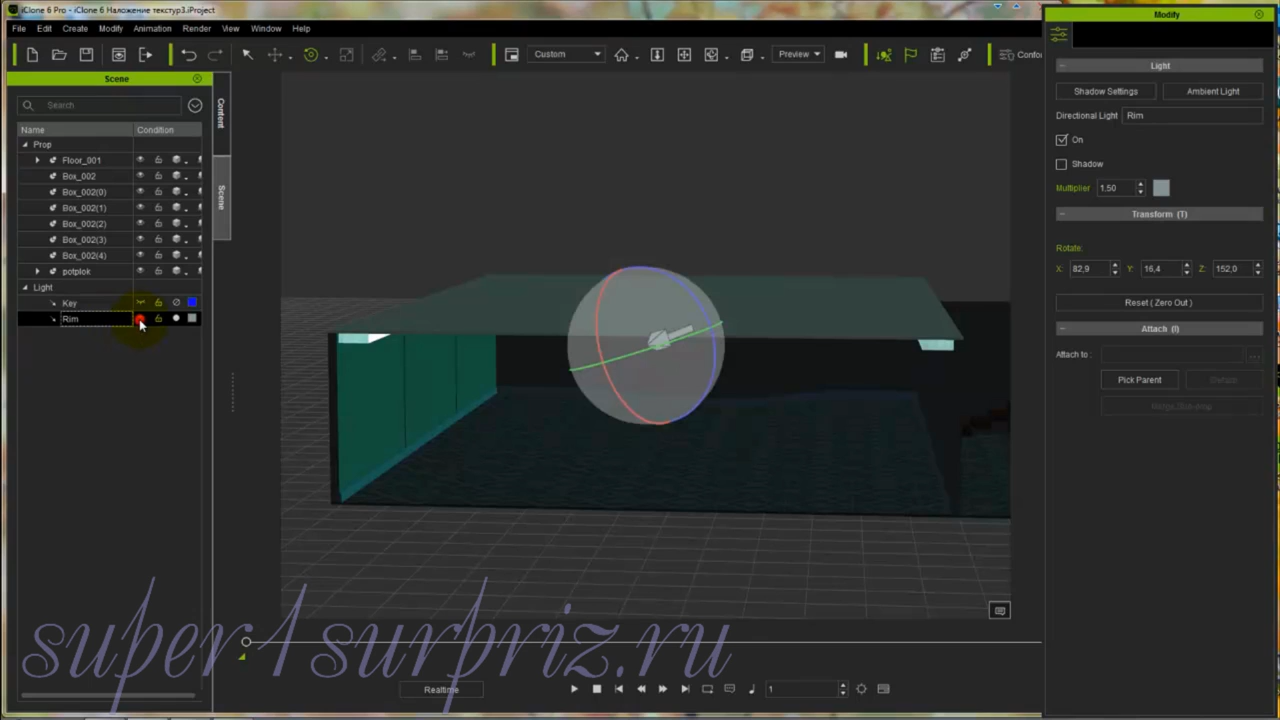 iClone 6 Pro - iClone 6 Наложение текстур3.iProject
File Edit Create Modify Animation Render View Window Help
Custom
Preview
Scene
Search
Name Condition
Prop
Floor_001
Box_002
Box_002(0)
Box_002(1)
Box_002(2)
Box_002(3)
Box_002(4)
potplok
Light
Key
Rim
Content
Scene
Modify
Light
Shadow Settings Ambient Light
Directional Light Rim
On
Shadow
Multiplier 1.50
Transform (T)
Rotate:
X: 82,9 Y: 16,4 Z: 152,0
Reset ( Zero Out )
Attach (I)
Attach to : ...
Pick Parent
super1surpriz.ru
Realtime
1